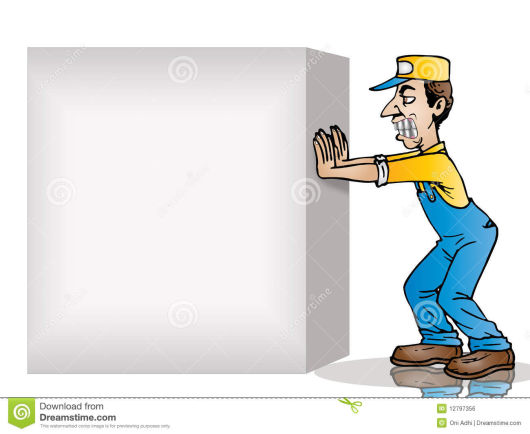 Download from
Dreamstime.com
This watermarked comp image is for previewing purposes only.
12797356
Oni Adhi | Dreamstime.com